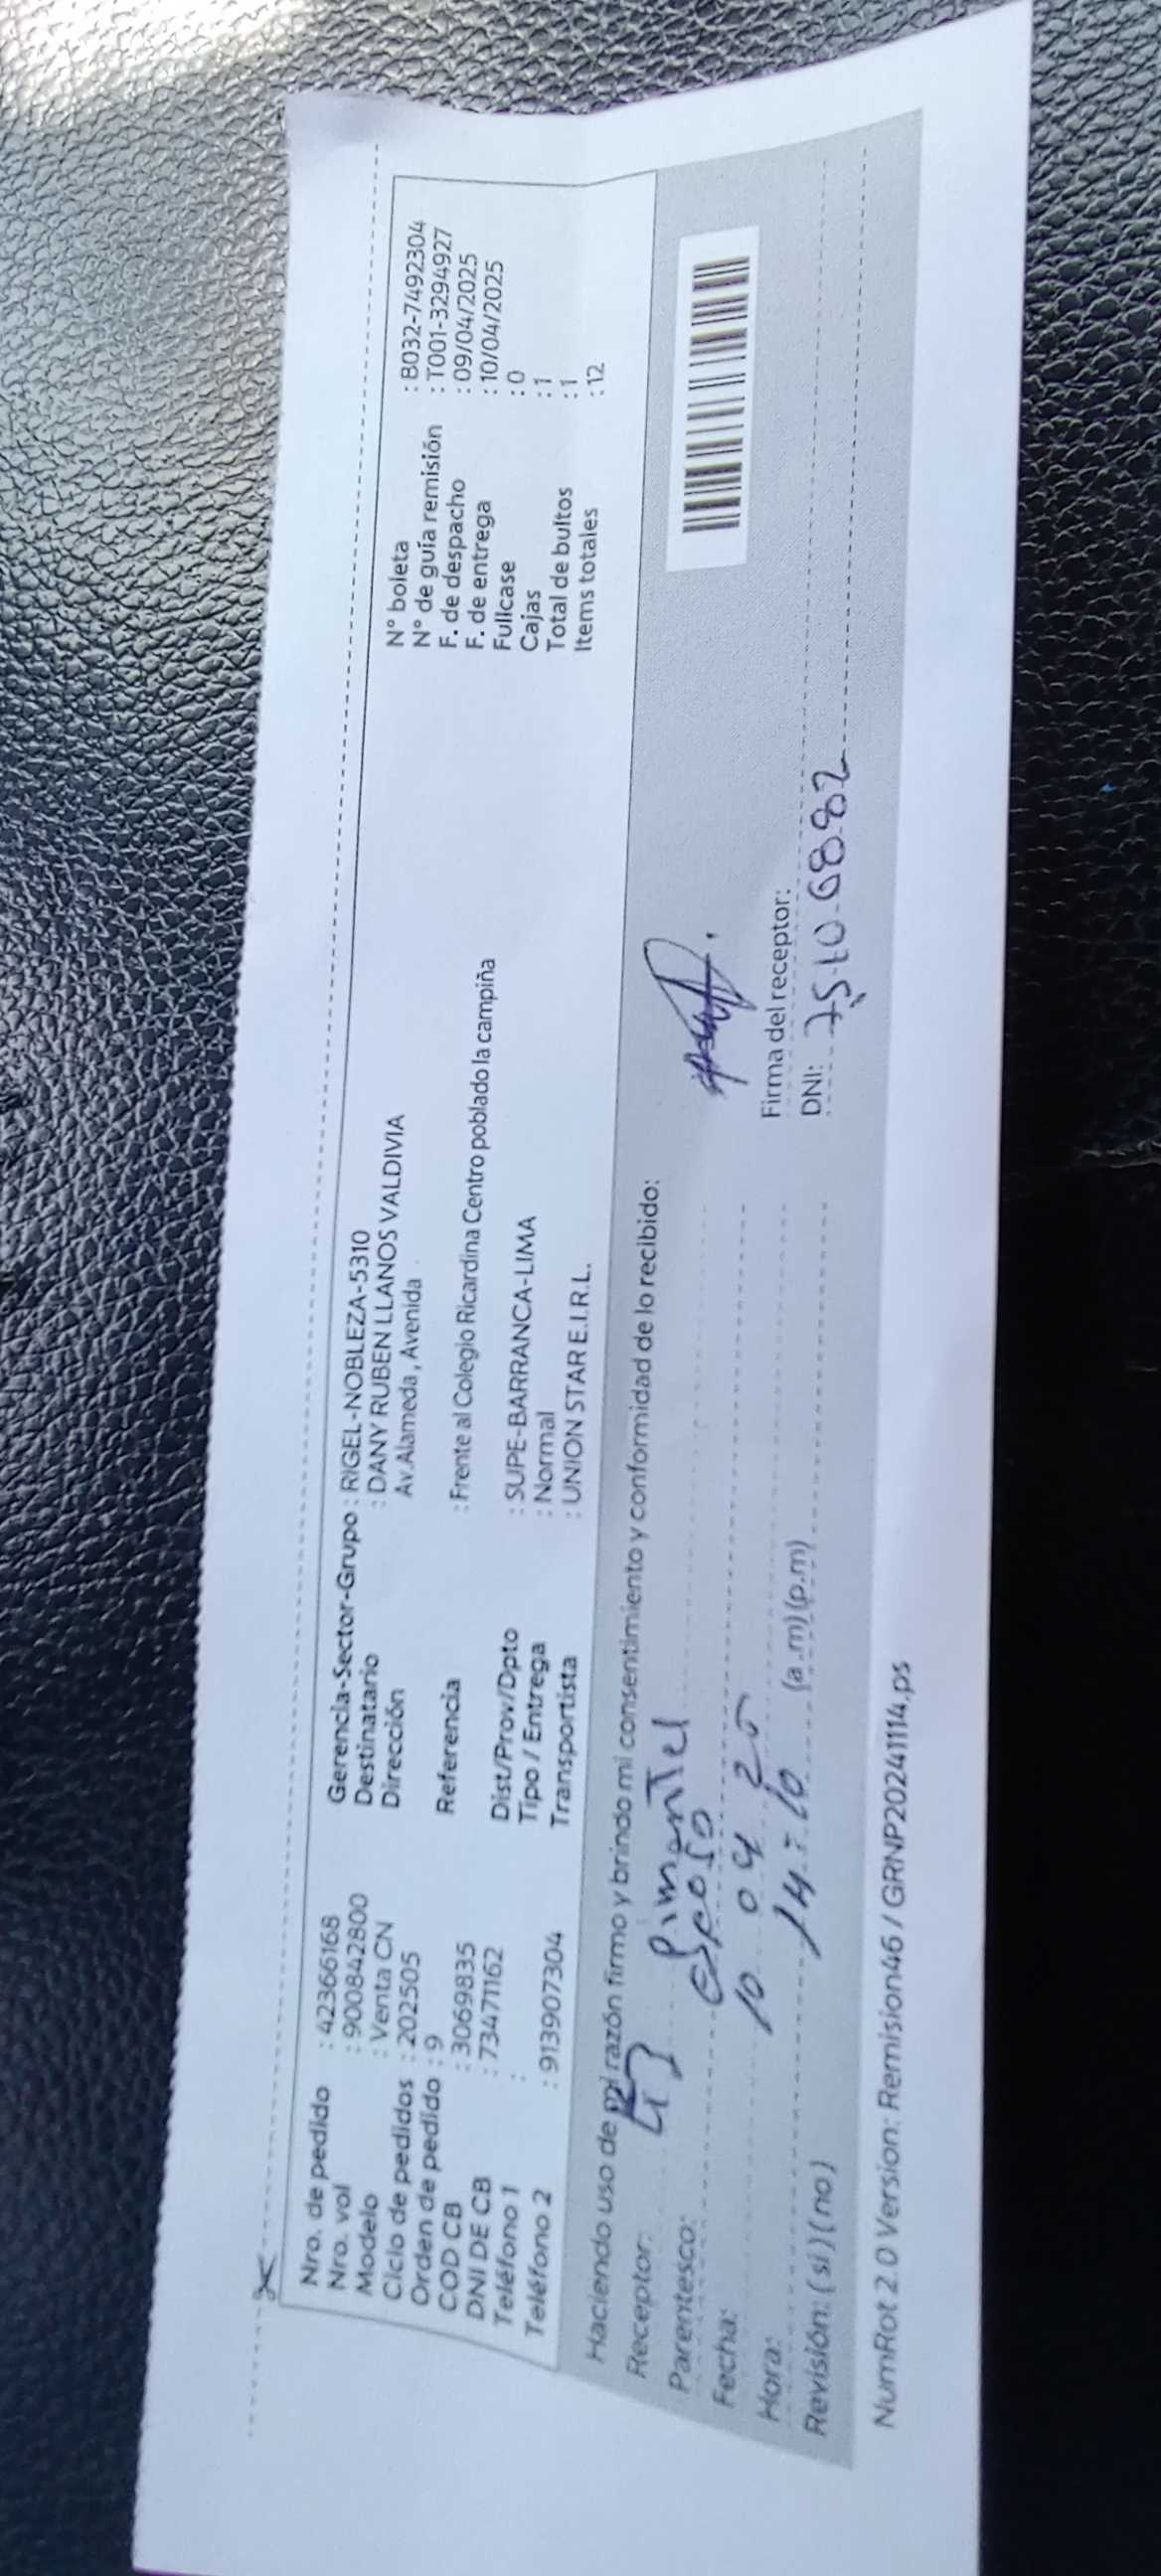 Nro. de pedido : 42366168
Nro. vol : 900842800
Modelo : Venta CN
Ciclo de pedidos : 202505
Orden de pedido : 9
COD CB : 3069835
DNI DE CB : 73471162
Teléfono 1 :
Teléfono 2 : 913907304
Gerencia-Sector-Grupo : RIGEL-NOBLEZA-5310
Destinatario : DANY RUBEN LLANOS VALDIVIA
Dirección Av.Alameda , Avenida
Referencia : Frente al Colegio Ricardina Centro poblado la campiña
Dist/Prov/Dpto : SUPE-BARRANCA-LIMA
Tipo / Entrega : Normal
Transportista : UNION STAR E.I.R.L.
N° boleta : B032-7492304
N° de guía remisión : T001-3294927
F. de despacho : 09/04/2025
F. de entrega : 10/04/2025
Fullcase : 0
Cajas : 1
Total de bultos : 1
Items totales : 12
Haciendo uso de mi razón firmo y brindo mi consentimiento y conformidad de lo recibido:
Receptor: Pimentel
Parentesco: esposo
Fecha: 10 04 25
Hora: 14:10 (a.m) (p.m)
Revisión: ( si ) ( no )
Firma del receptor:
DNI: 75106882
NumRot 2.0 Version: Remision46 / GRNP20241114.ps